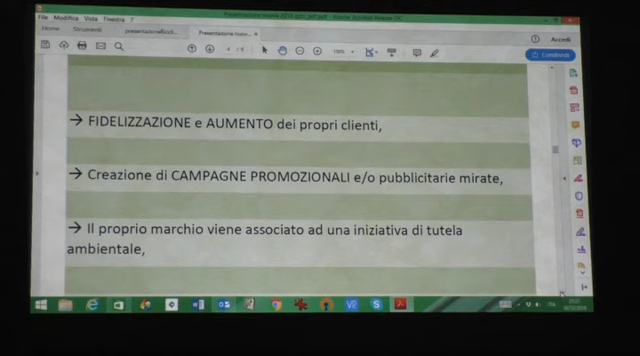 File Modifica Vista Finestra ?
Home Strumenti
Accedi
Condividi
→ FIDELIZZAZIONE e AUMENTO dei propri clienti,
→ Creazione di CAMPAGNE PROMOZIONALI e/o pubblicitarie mirate,
→ Il proprio marchio viene associato ad una iniziativa di tutela
ambientale,